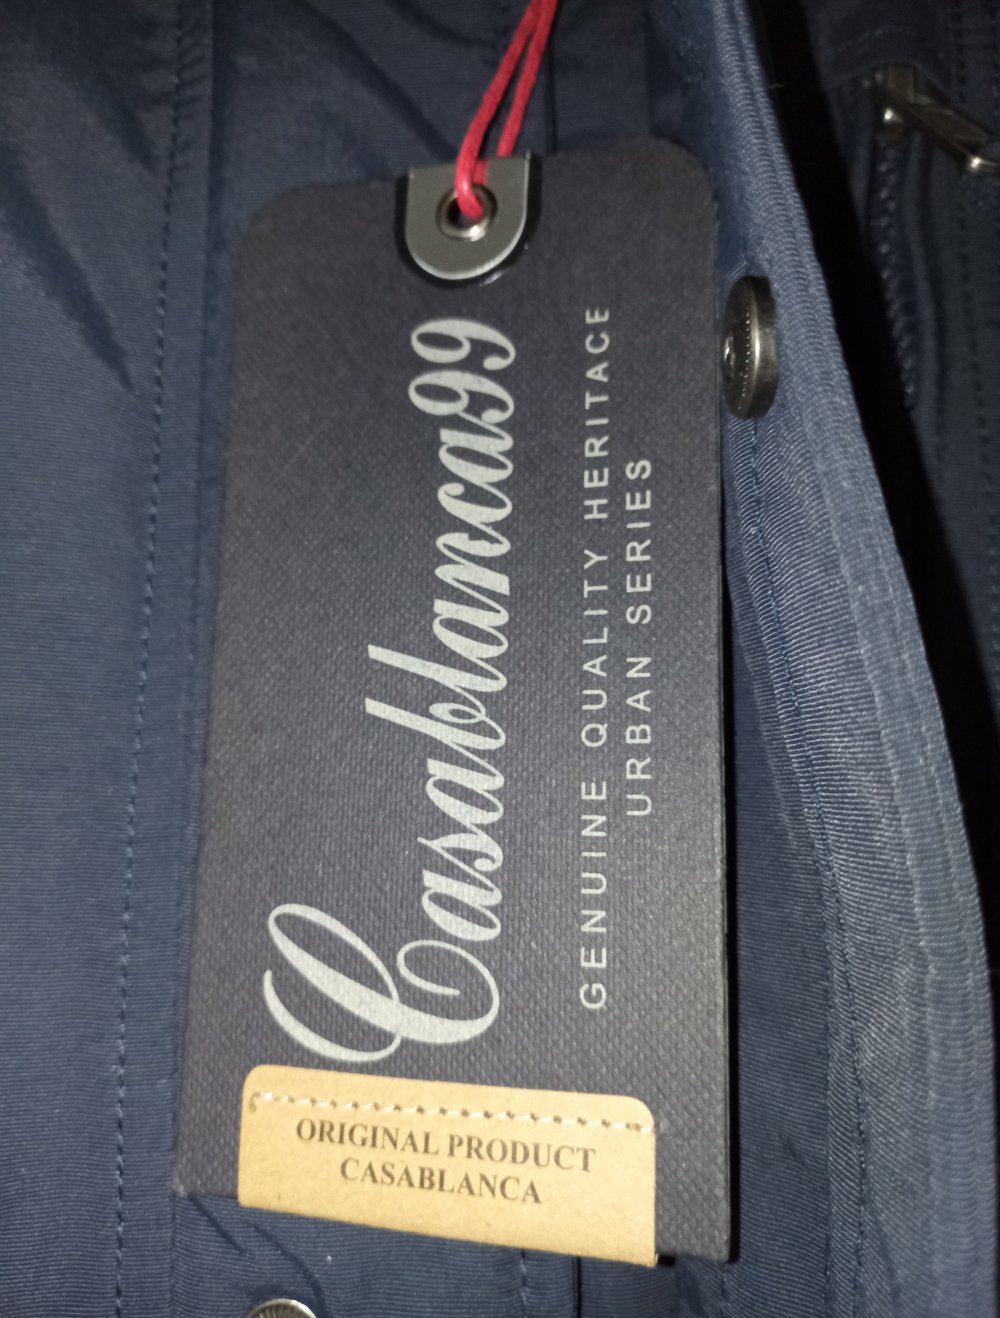 Casablanca99
GENUINE QUALITY HERITACE
URBAN SERIES
ORIGINAL PRODUCT
CASABLANCA